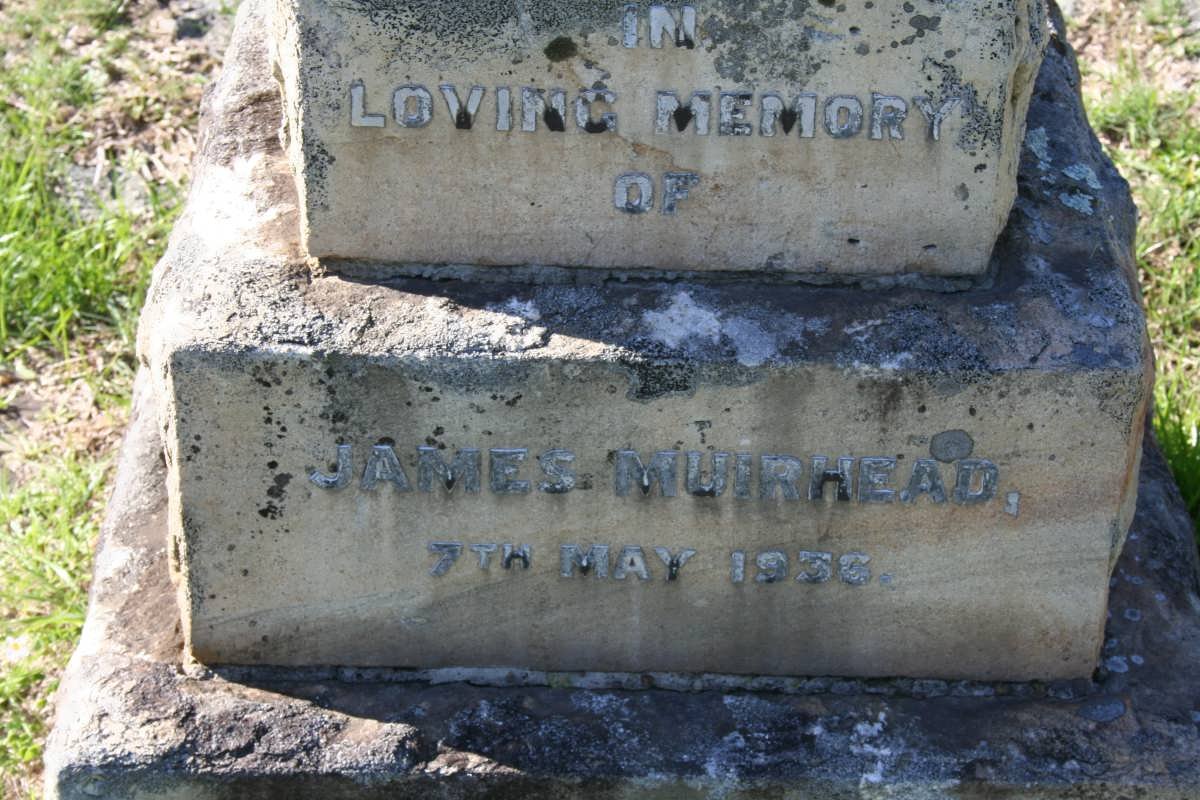 IN
LOVING MEMORY
OF
JAMES MUIRHEAD,
7TH MAY 1936.